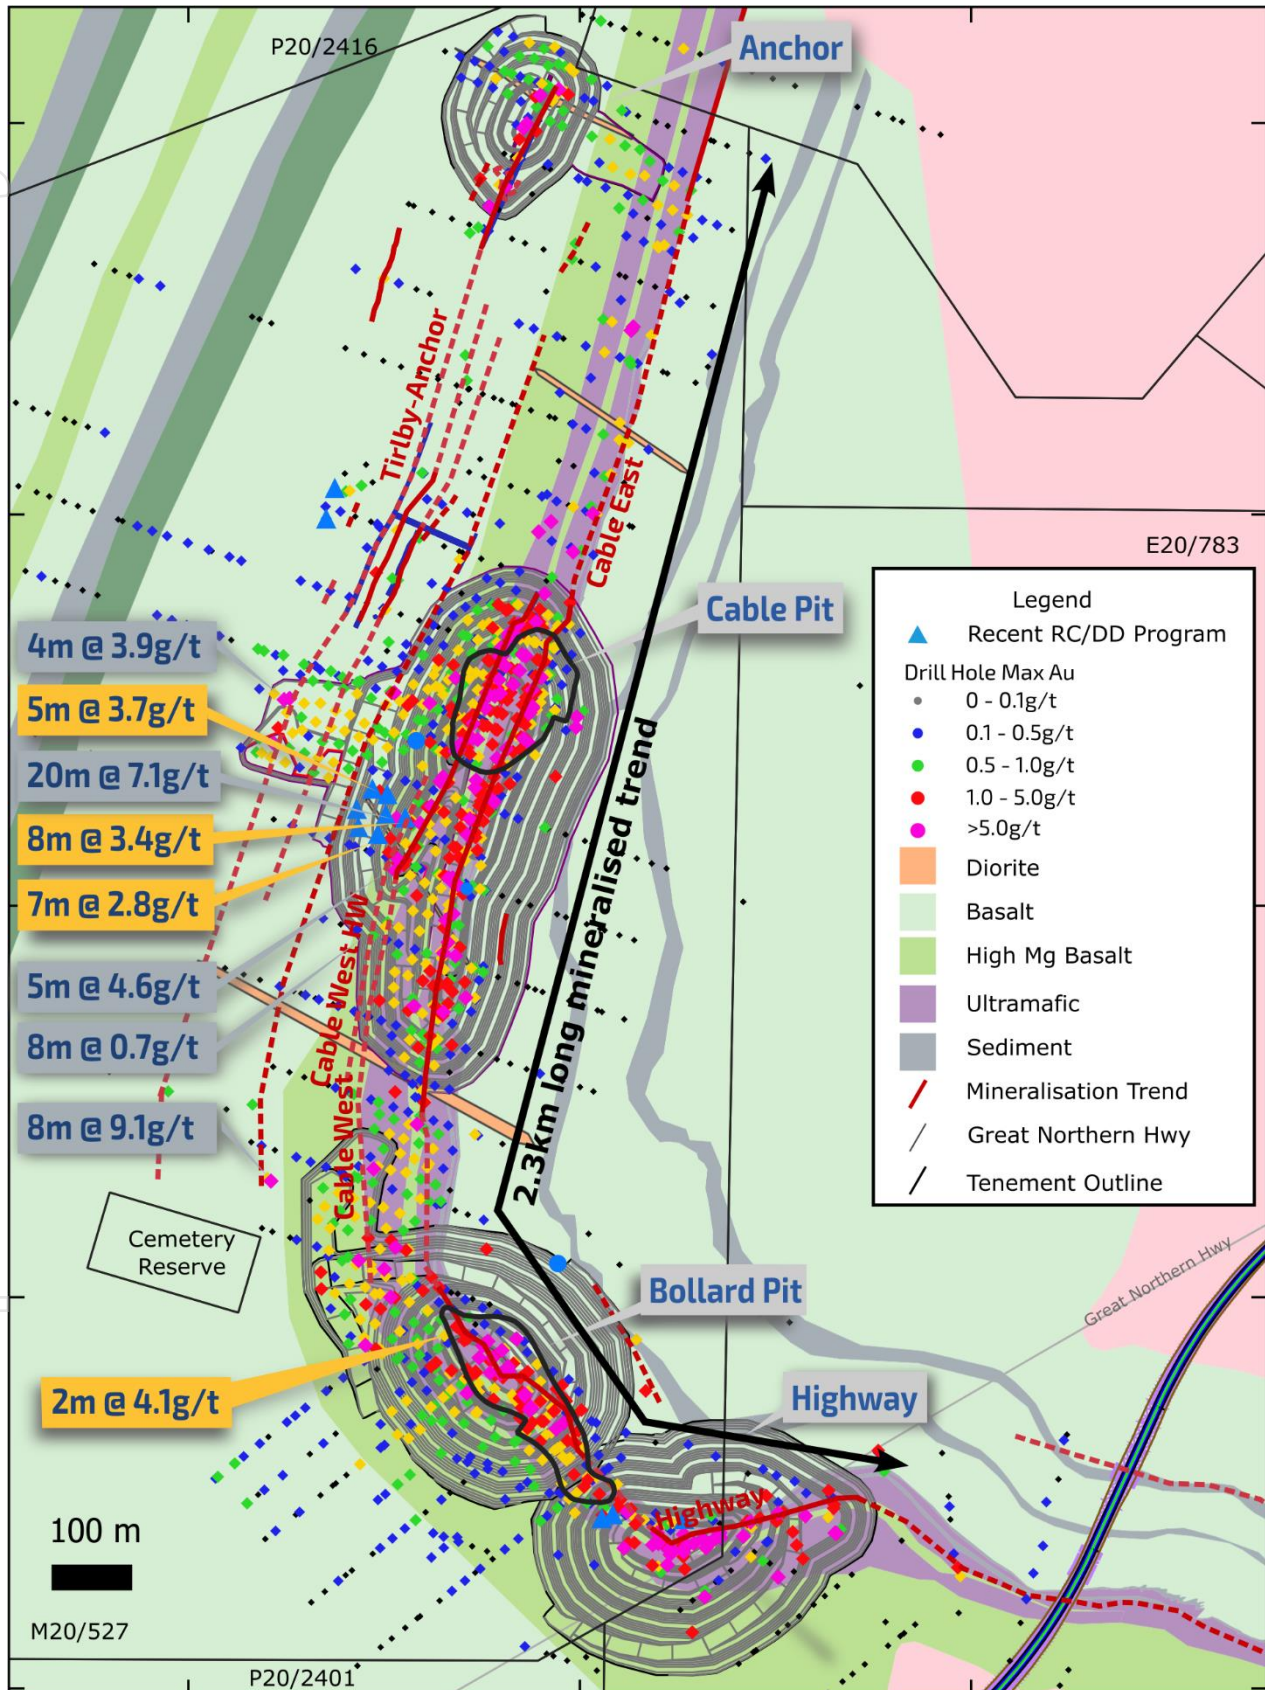 P20/2416
Anchor
Tirlby-Anchor
Cable East
E20/783
Cable Pit
4m @ 3.9g/t
5m @ 3.7g/t
20m @ 7.1g/t
8m @ 3.4g/t
7m @ 2.8g/t
5m @ 4.6g/t
8m @ 0.7g/t
8m @ 9.1g/t
2.3km long mineralised trend
Cable West HW
Cable West
Legend
Recent RC/DD Program
Drill Hole Max Au
0 - 0.1g/t
0.1 - 0.5g/t
0.5 - 1.0g/t
1.0 - 5.0g/t
>5.0g/t
Diorite
Basalt
High Mg Basalt
Ultramafic
Sediment
Mineralisation Trend
Great Northern Hwy
Tenement Outline
Cemetery
Reserve
Great Northern Hwy
Bollard Pit
2m @ 4.1g/t
Highway
Highway
100 m
M20/527
P20/2401